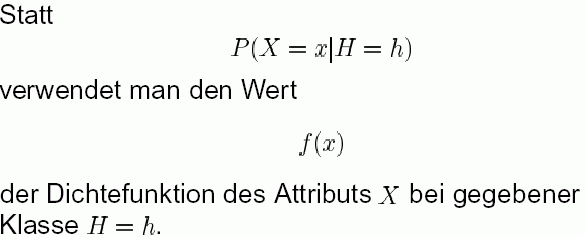 Statt
P(X = x|H = h)
verwendet man den Wert
f(x)
der Dichtefunktion des Attributs X bei gegebener
Klasse H = h.